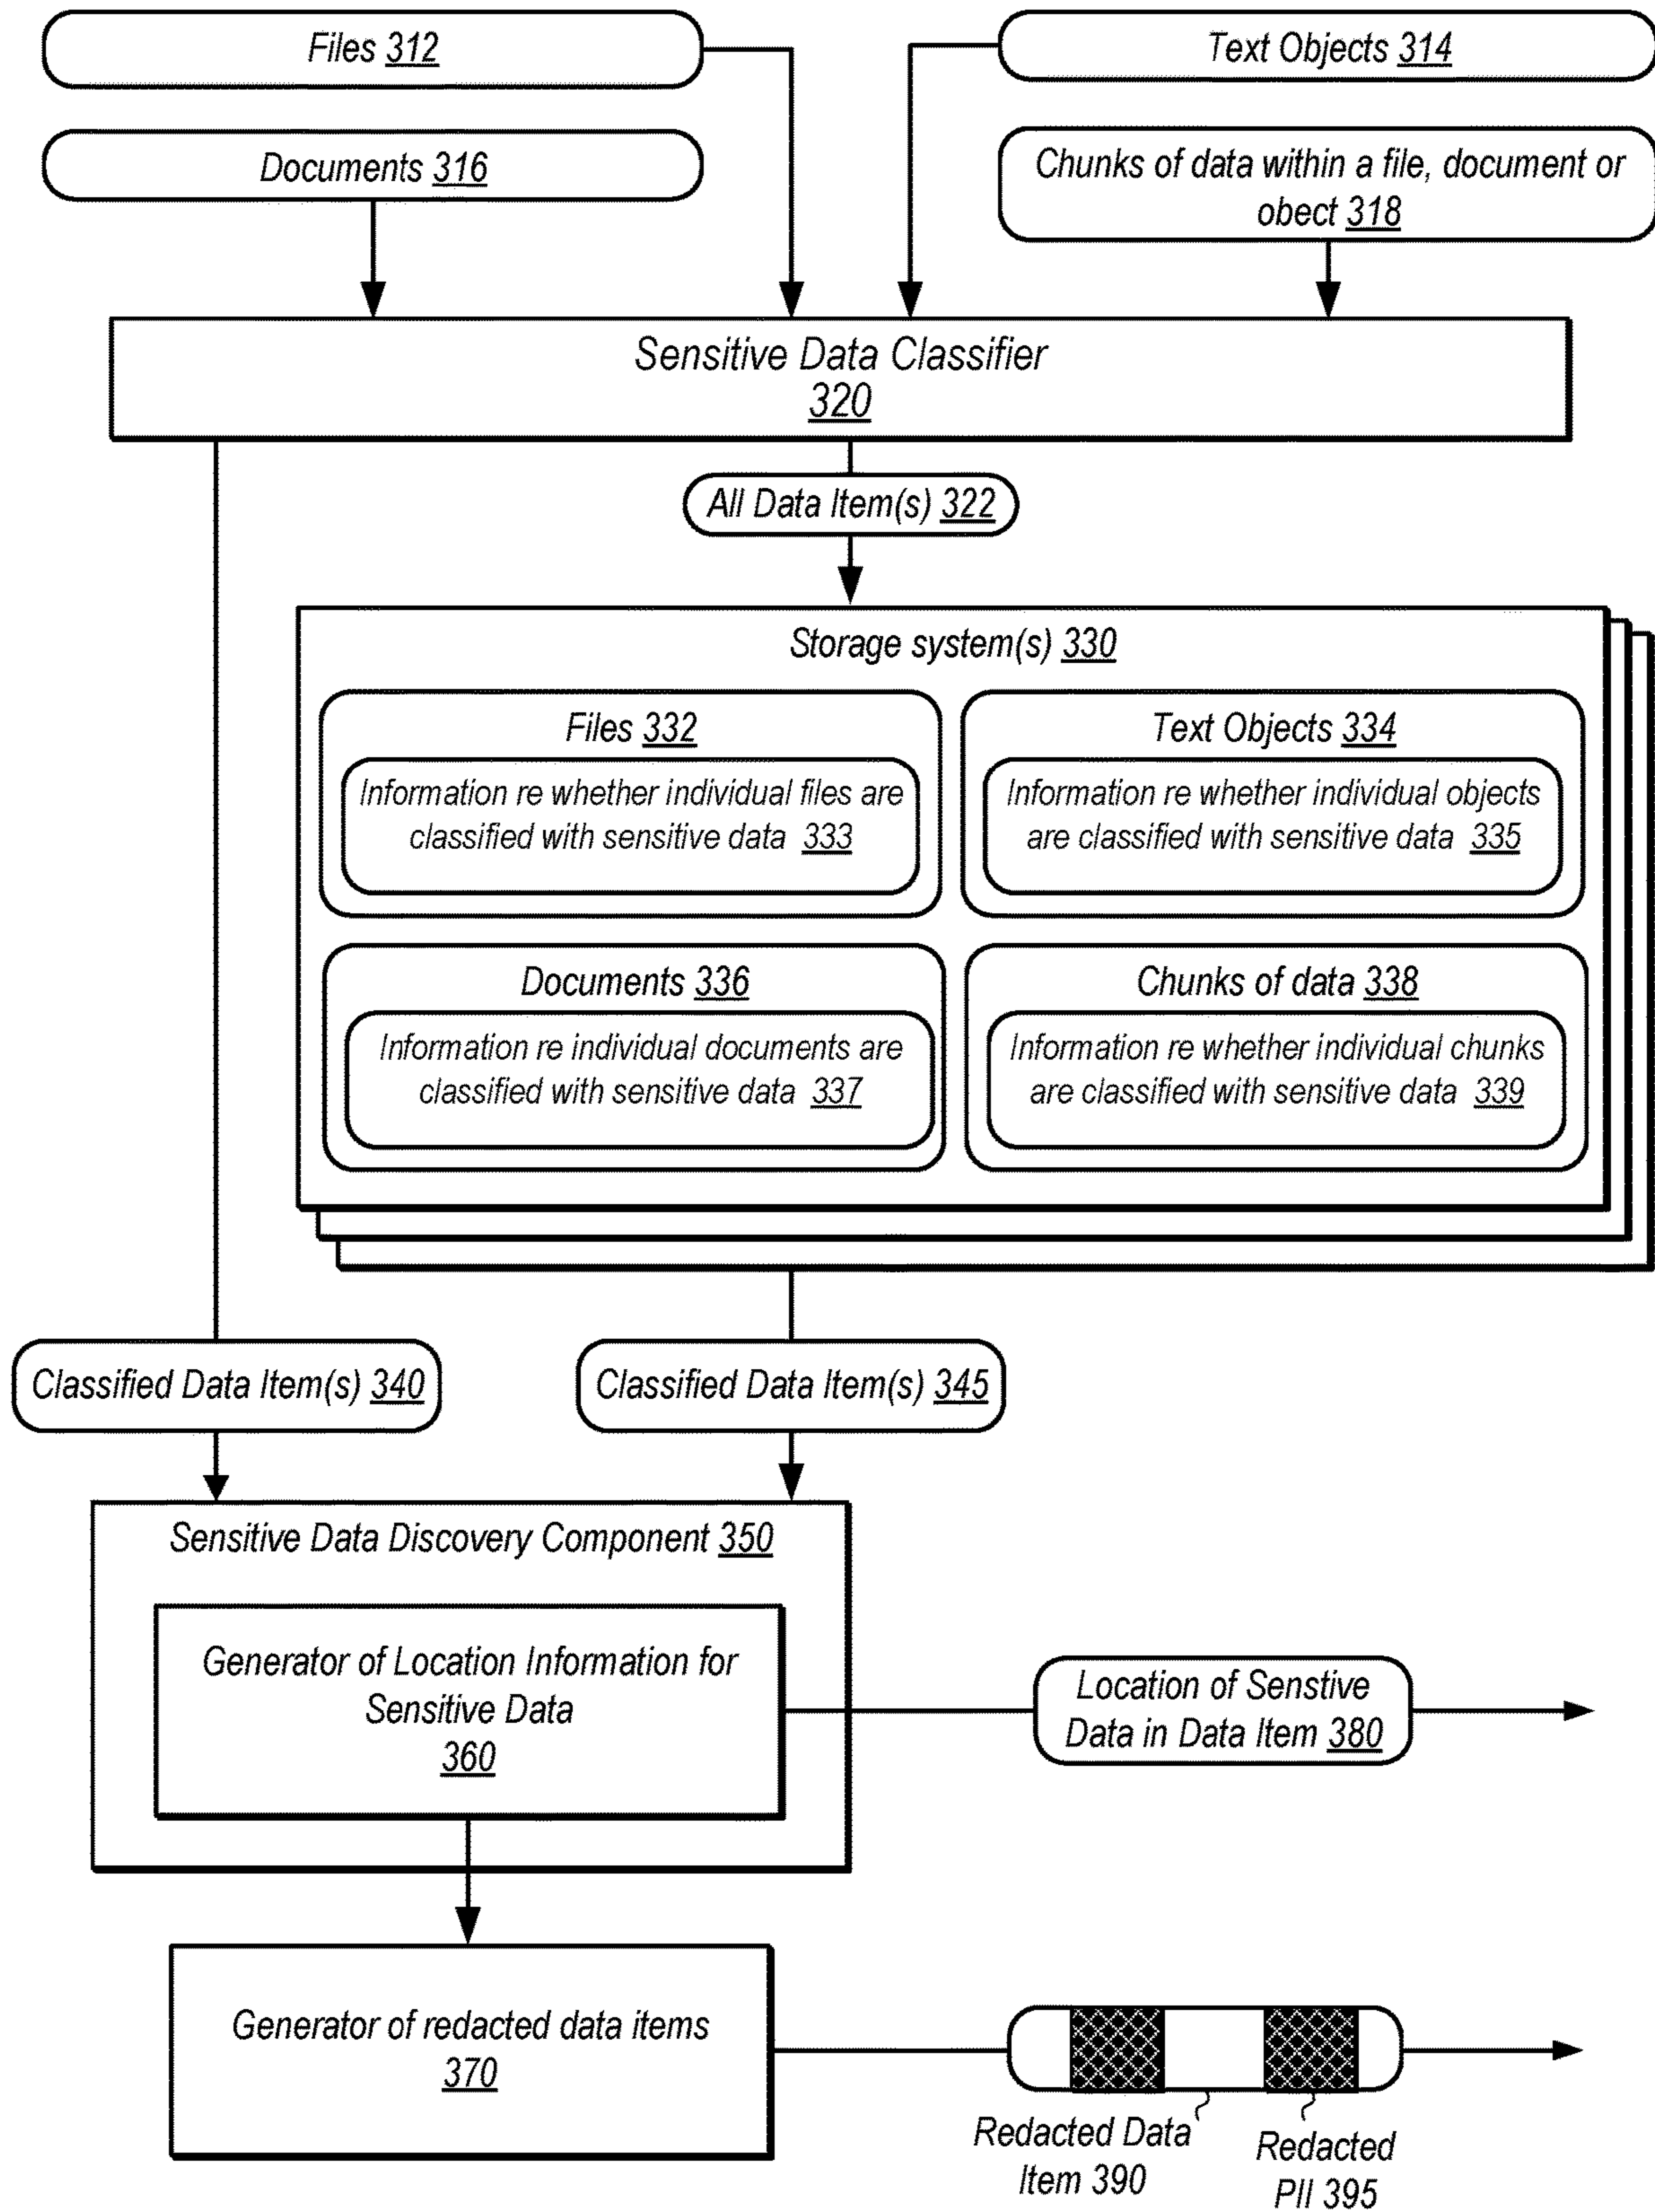 Files 312
Text Objects 314
Documents 316
Chunks of data within a file, document or
obect 318
Sensitive Data Classifier
320
All Data Item(s) 322
Storage system(s) 330
Files 332
Information re whether individual files are
classified with sensitive data 333
Text Objects 334
Information re whether individual objects
are classified with sensitive data 335
Documents 336
Information re individual documents are
classified with sensitive data 337
Chunks of data 338
Information re whether individual chunks
are classified with sensitive data 339
Classified Data Item(s) 340
Classified Data Item(s) 345
Sensitive Data Discovery Component 350
Generator of Location Information for
Sensitive Data
360
Location of Senstive
Data in Data Item 380
Generator of redacted data items
370
Redacted Data
Item 390
Redacted
PII 395